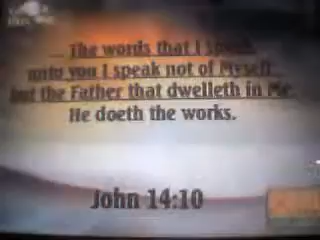 ... The words that I speak
unto you I speak not of Myself
but the Father that dwelleth in Me
He doeth the works.
John 14:10